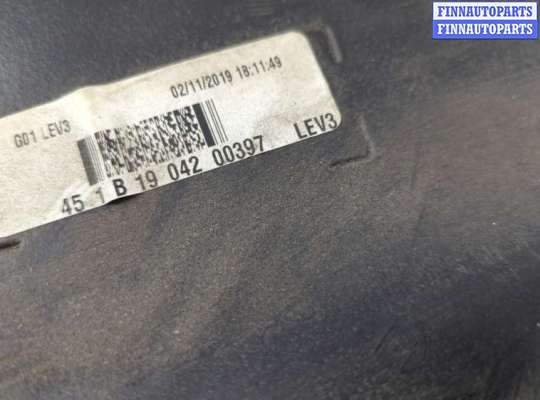 FINNAUTOPARTS
FINNAUTOPARTS
02/11/2019 18:11:49
G01 LEV3
45 1 B 19 042 00397 LEV3